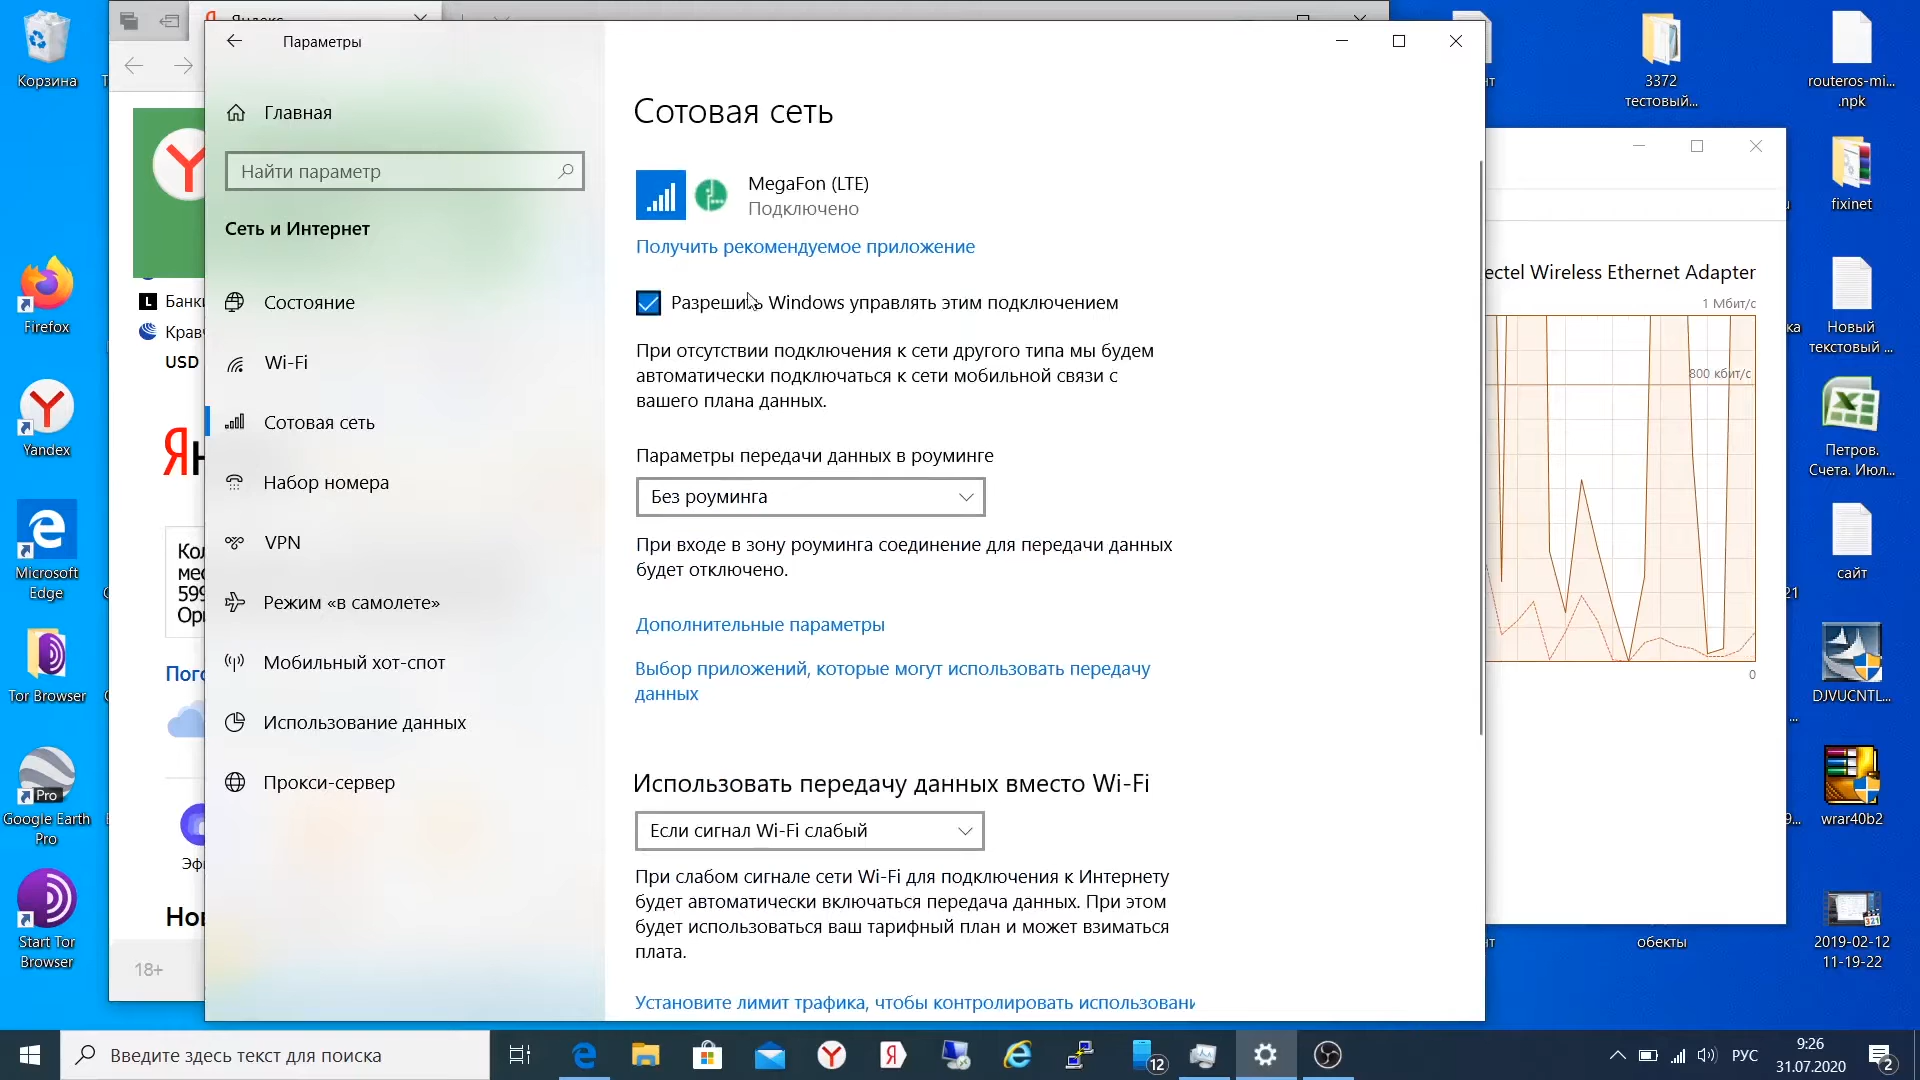 Корзина
Firefox
Yandex
Microsoft
Edge
Tor Browser
Pro
Google Earth
Pro
Start Tor
Browser
Яндекс
Банки
USD
18+
Параметры
Главная
Найти параметр
Сеть и Интернет
Состояние
Wi-Fi
Сотовая сеть
Набор номера
VPN
Режим «в самолете»
Мобильный хот-спот
Использование данных
Прокси-сервер
Сотовая сеть
MegaFon (LTE)
Подключено
Получить рекомендуемое приложение
Разрешить Windows управлять этим подключением
При отсутствии подключения к сети другого типа мы будем
автоматически подключаться к сети мобильной связи с
вашего плана данных.
Параметры передачи данных в роуминге
Без роуминга
При входе в зону роуминга соединение для передачи данных
будет отключено.
Дополнительные параметры
Выбор приложений, которые могут использовать передачу
данных
Использовать передачу данных вместо Wi-Fi
Если сигнал Wi-Fi слабый
При слабом сигнале сети Wi-Fi для подключения к Интернету
будет автоматически включаться передача данных. При этом
будет использоваться ваш тарифный план и может взиматься
плата.
Установите лимит трафика, чтобы контролировать использовани
ectel Wireless Ethernet Adapter
1 Мбит/с
800 кбит/с
0
3372
тестовый...
обекты
routeros-mi...
.npk
fixinet
Новый
текстовый ...
Петров.
Счета. Июл...
сайт
DJVUCNTL...
wrar40b2
2019-02-12
11-19-22
Введите здесь текст для поиска
12
РУС
9:26
31.07.2020
2